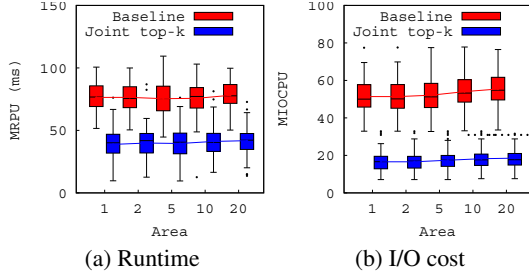 Baseline
Joint top-k
MRPU (ms)
150
100
50
0
1 2 5 10 20
Area
(a) Runtime
Baseline
Joint top-k
MIOCPU
100
80
60
40
20
0
1 2 5 10 20
Area
(b) I/O cost